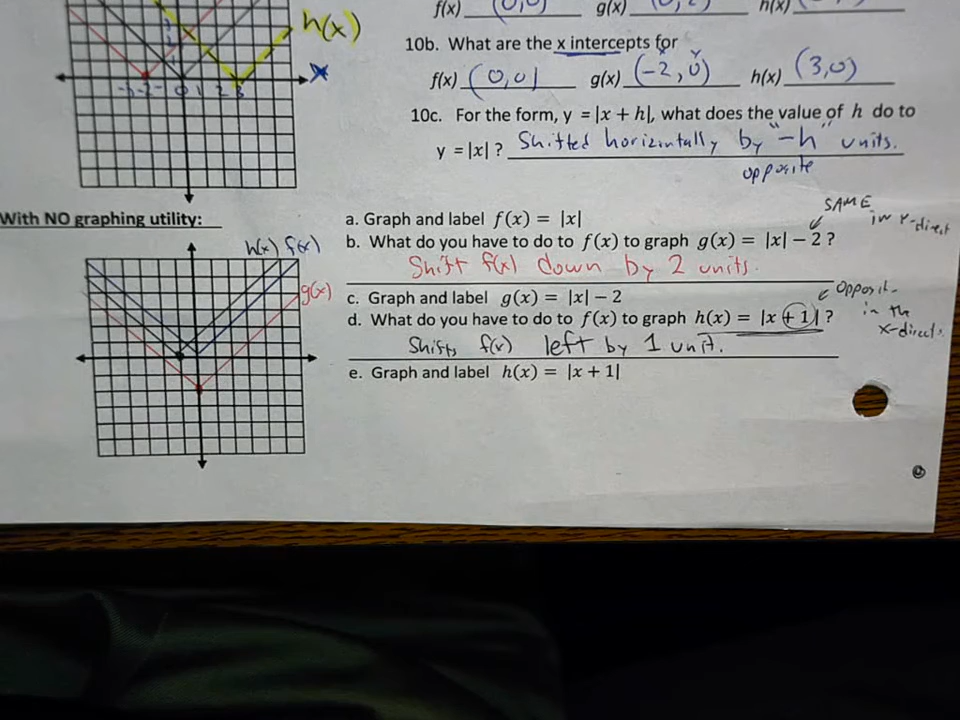 h(x)
f(x) (0,0) g(x) h(x)
10b. What are the x intercepts for
f(x) (0,0) g(x) (-2,0) h(x) (3,0)
x
10c. For the form, y = |x + h|, what does the value of h do to
y = |x| ? Shifted horizontally by "-h" units.
opposite
With NO graphing utility:
a. Graph and label f(x) = |x|
SAME
in Y-direct
b. What do you have to do to f(x) to graph g(x) = |x| − 2 ?
h(x) f(x)
Shift f(x) down by 2 units.
g(x)
c. Graph and label g(x) = |x| − 2
Opposit-
in the
x-direct.
d. What do you have to do to f(x) to graph h(x) = |x + 1| ?
Shifts f(x) left by 1 unit.
e. Graph and label h(x) = |x + 1|